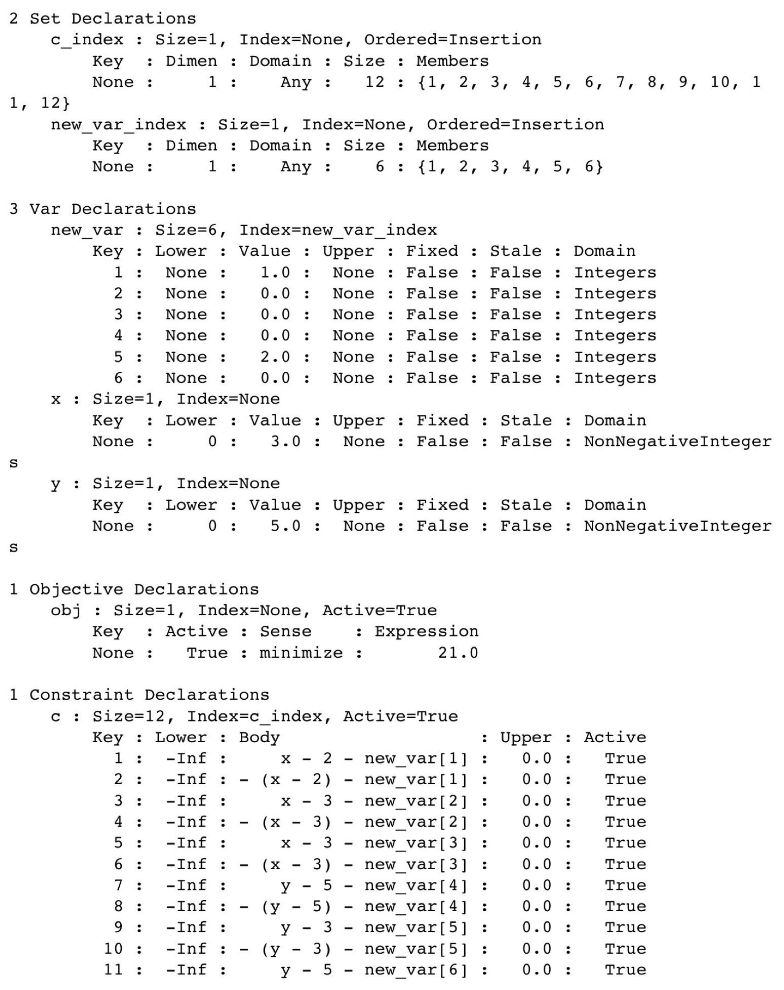 2 Set Declarations
    c_index : Size=1, Index=None, Ordered=Insertion
        Key  : Dimen : Domain : Size : Members
        None :     1 :    Any :   12 : {1, 2, 3, 4, 5, 6, 7, 8, 9, 10, 1
1, 12}
    new_var_index : Size=1, Index=None, Ordered=Insertion
        Key  : Dimen : Domain : Size : Members
        None :     1 :    Any :    6 : {1, 2, 3, 4, 5, 6}

3 Var Declarations
    new_var : Size=6, Index=new_var_index
        Key : Lower : Value : Upper : Fixed : Stale : Domain
          1 :  None :   1.0 :  None : False : False : Integers
          2 :  None :   0.0 :  None : False : False : Integers
          3 :  None :   0.0 :  None : False : False : Integers
          4 :  None :   0.0 :  None : False : False : Integers
          5 :  None :   2.0 :  None : False : False : Integers
          6 :  None :   0.0 :  None : False : False : Integers
    x : Size=1, Index=None
        Key  : Lower : Value : Upper : Fixed : Stale : Domain
        None :     0 :   3.0 :  None : False : False : NonNegativeInteger
s
    y : Size=1, Index=None
        Key  : Lower : Value : Upper : Fixed : Stale : Domain
        None :     0 :   5.0 :  None : False : False : NonNegativeInteger
s

1 Objective Declarations
    obj : Size=1, Index=None, Active=True
        Key  : Active : Sense    : Expression
        None :   True : minimize :       21.0

1 Constraint Declarations
    c : Size=12, Index=c_index, Active=True
        Key : Lower : Body                   : Upper : Active
          1 :  -Inf :     x - 2 - new_var[1] :   0.0 :   True
          2 :  -Inf : - (x - 2) - new_var[1] :   0.0 :   True
          3 :  -Inf :     x - 3 - new_var[2] :   0.0 :   True
          4 :  -Inf : - (x - 3) - new_var[2] :   0.0 :   True
          5 :  -Inf :     x - 3 - new_var[3] :   0.0 :   True
          6 :  -Inf : - (x - 3) - new_var[3] :   0.0 :   True
          7 :  -Inf :     y - 5 - new_var[4] :   0.0 :   True
          8 :  -Inf : - (y - 5) - new_var[4] :   0.0 :   True
          9 :  -Inf :     y - 3 - new_var[5] :   0.0 :   True
         10 :  -Inf : - (y - 3) - new_var[5] :   0.0 :   True
         11 :  -Inf :     y - 5 - new_var[6] :   0.0 :   True